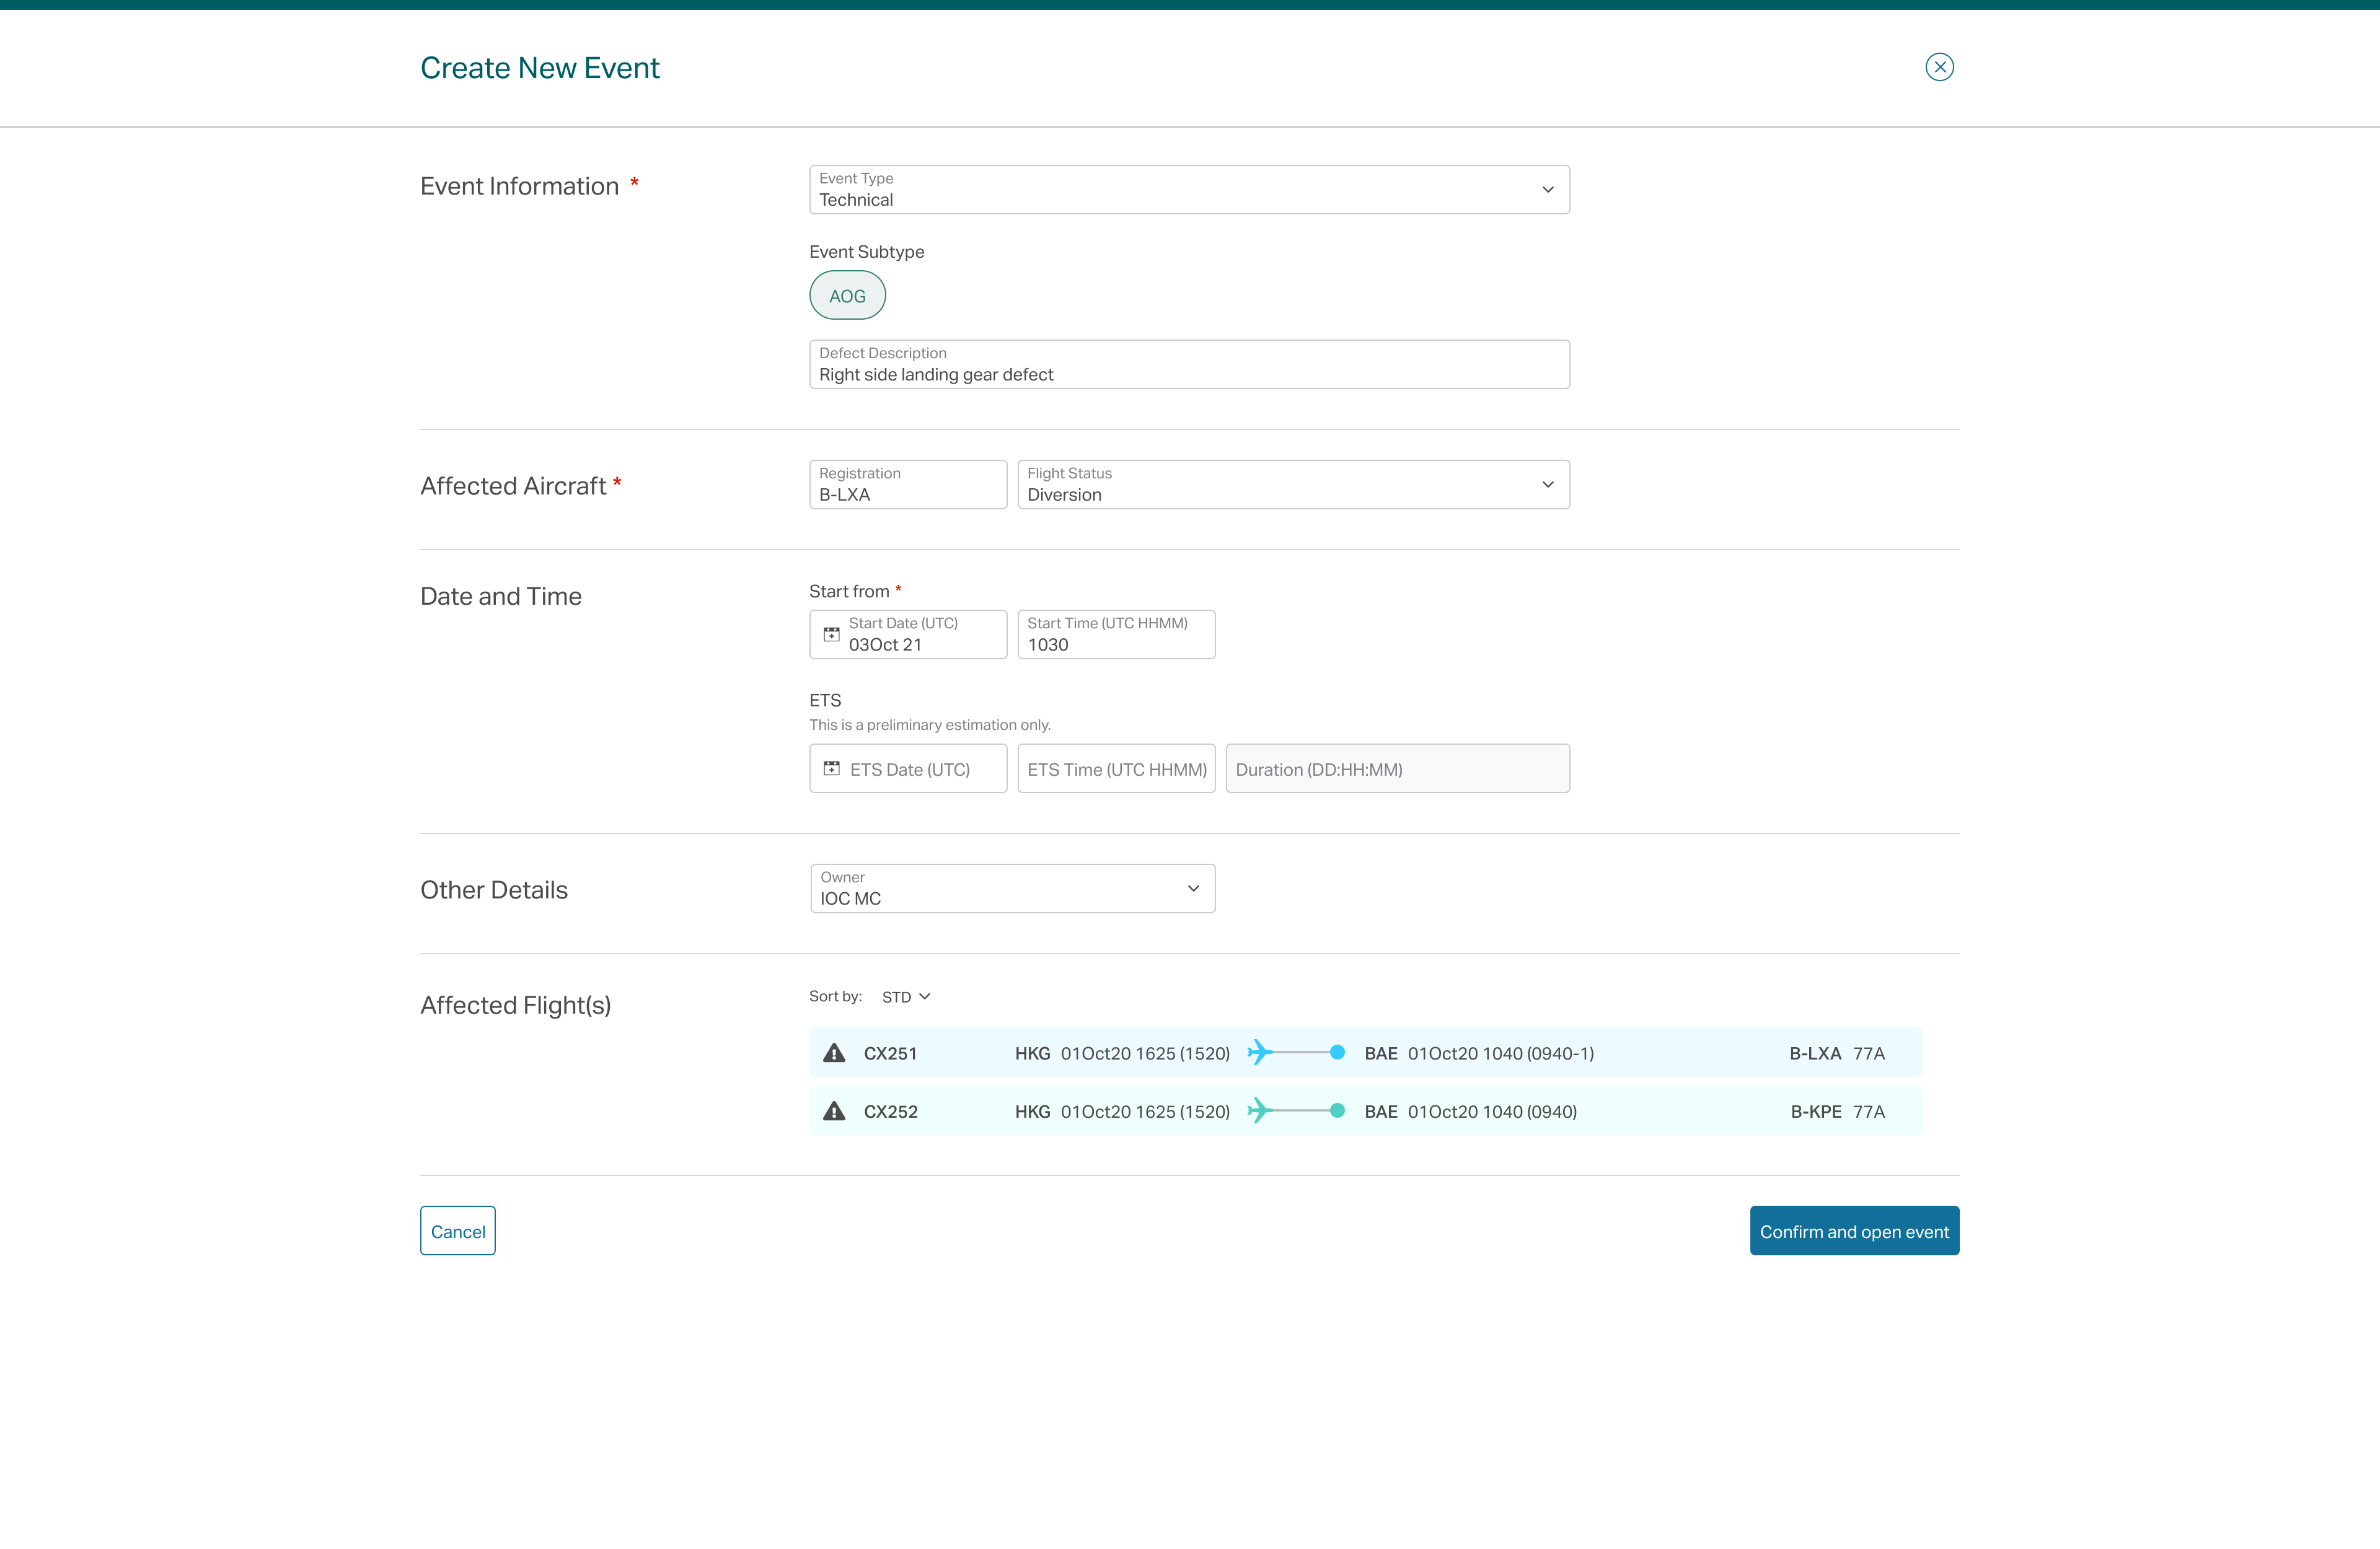 Create New Event
Event Information *
Event Type
Technical
Event Subtype
AOG
Defect Description
Right side landing gear defect
Affected Aircraft *
Registration
B-LXA
Flight Status
Diversion
Date and Time
Start from *
Start Date (UTC)
03Oct 21
Start Time (UTC HHMM)
1030
ETS
This is a preliminary estimation only.
ETS Date (UTC)
ETS Time (UTC HHMM)
Duration (DD:HH:MM)
Other Details
Owner
IOC MC
Affected Flight(s)
Sort by: STD
CX251 HKG 01Oct20 1625 (1520) BAE 01Oct20 1040 (0940-1) B-LXA 77A
CX252 HKG 01Oct20 1625 (1520) BAE 01Oct20 1040 (0940) B-KPE 77A
Cancel
Confirm and open event